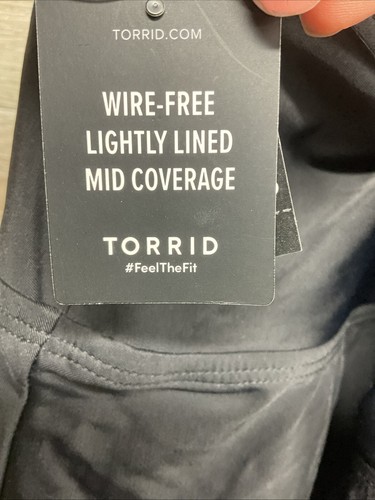 TORRID.COM
WIRE-FREE
LIGHTLY LINED
MID COVERAGE
TORRID
#FeelTheFit